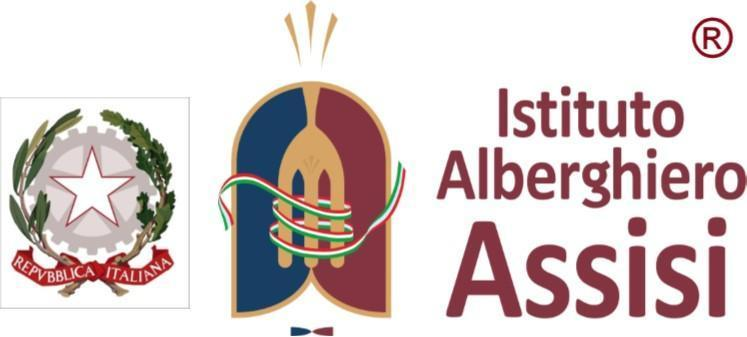 REPVBBLICA ITALIANA
®
Istituto
Alberghiero
Assisi